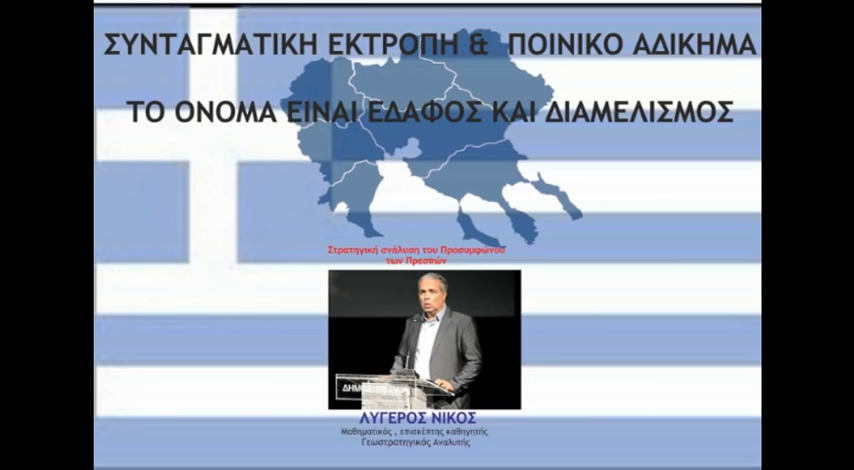 ΣΥΝΤΑΓΜΑΤΙΚΗ ΕΚΤΡΟΠΗ & ΠΟΙΝΙΚΟ ΑΔΙΚΗΜΑ
ΤΟ ΟΝΟΜΑ ΕΙΝΑΙ ΕΔΑΦΟΣ ΚΑΙ ΔΙΑΜΕΛΙΣΜΟΣ
Στρατηγική ανάλυση του Προσυμφώνου
των Πρεσπών
ΛΥΓΕΡΟΣ ΝΙΚΟΣ
Μαθηματικός , επισκέπτης καθηγητής
Γεωστρατηγικός Αναλυτής